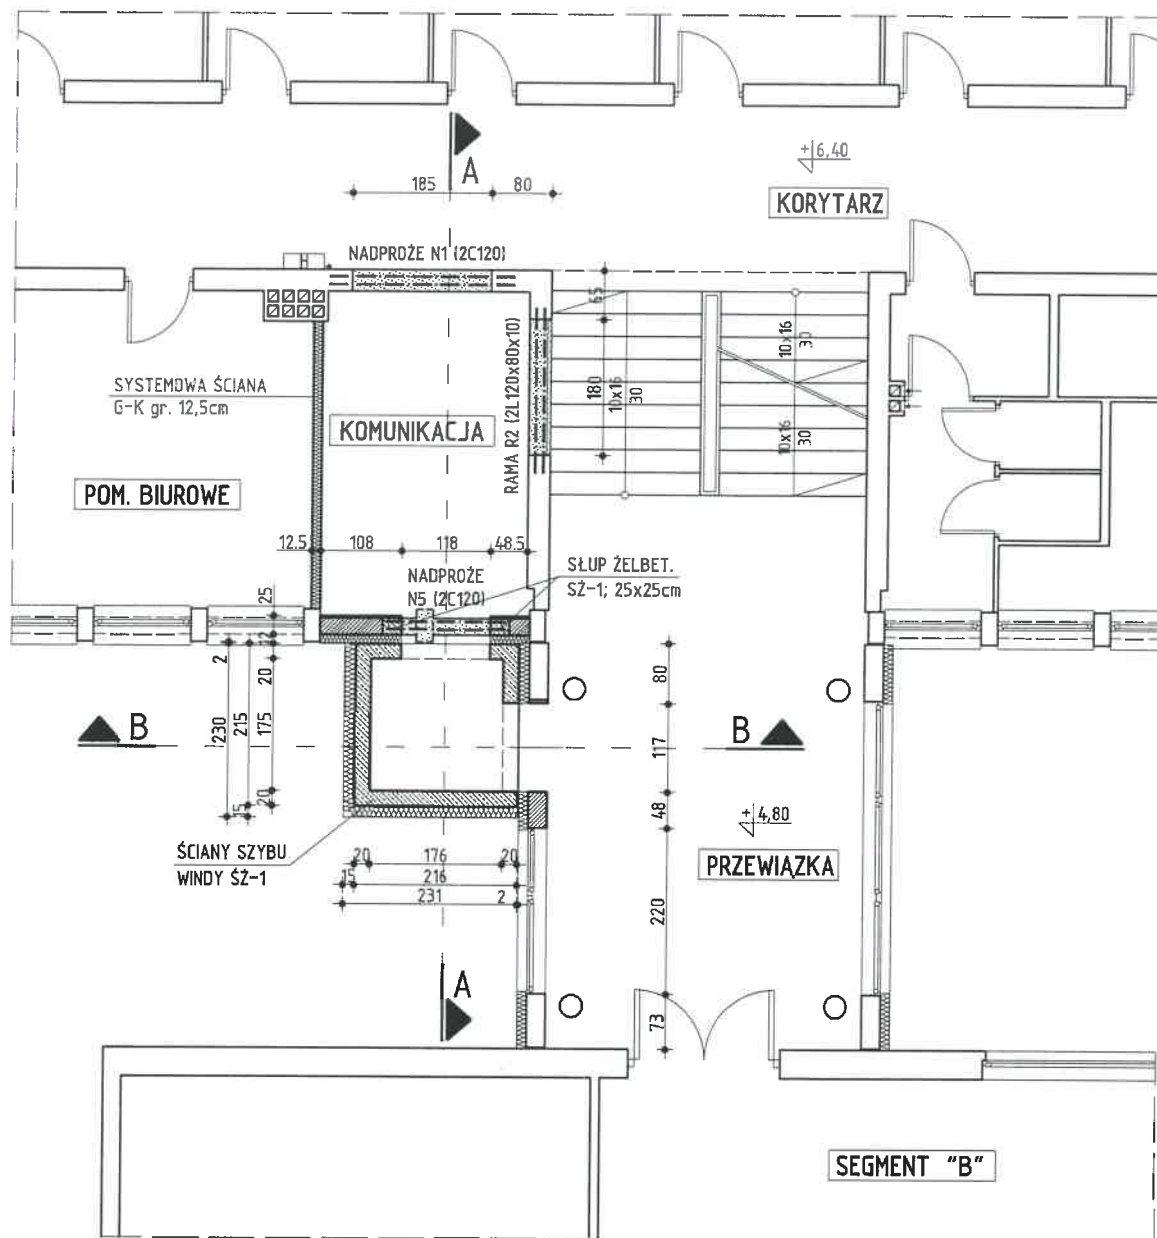 A
+6,40
185
80
KORYTARZ
NADPROŻE N1 (2C120)
65
SYSTEMOWA ŚCIANA
G-K gr. 12,5cm
KOMUNIKACJA
RAMA R2 (2L120x80x10)
180
10x16
30
10x16
30
10x16
30
POM. BIUROWE
12.5
108
118
48.5
NADPROŻE
N5 (2C120)
SŁUP ŻELBET.
SŻ-1; 25x25cm
25
12
2
20
230
215
175
20
15
80
117
48
220
73
B
B
+4,80
PRZEWIĄZKA
ŚCIANY SZYBU
WINDY ŚŻ-1
20
176
20
15
216
231
2
A
SEGMENT "B"